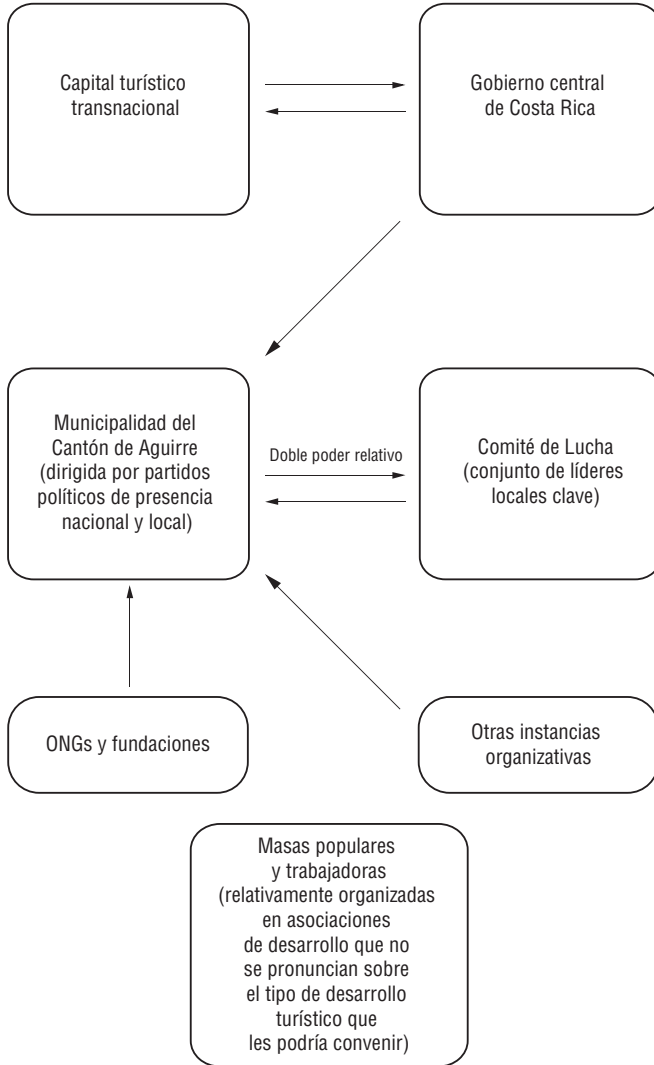 Capital turístico
transnacional
Gobierno central
de Costa Rica
Municipalidad del
Cantón de Aguirre
(dirigida por partidos
políticos de presencia
nacional y local)
Doble poder relativo
Comité de Lucha
(conjunto de líderes
locales clave)
ONGs y fundaciones
Otras instancias
organizativas
Masas populares
y trabajadoras
(relativamente organizadas
en asociaciones
de desarrollo que no
se pronuncian sobre
el tipo de desarrollo
turístico que
les podría convenir)